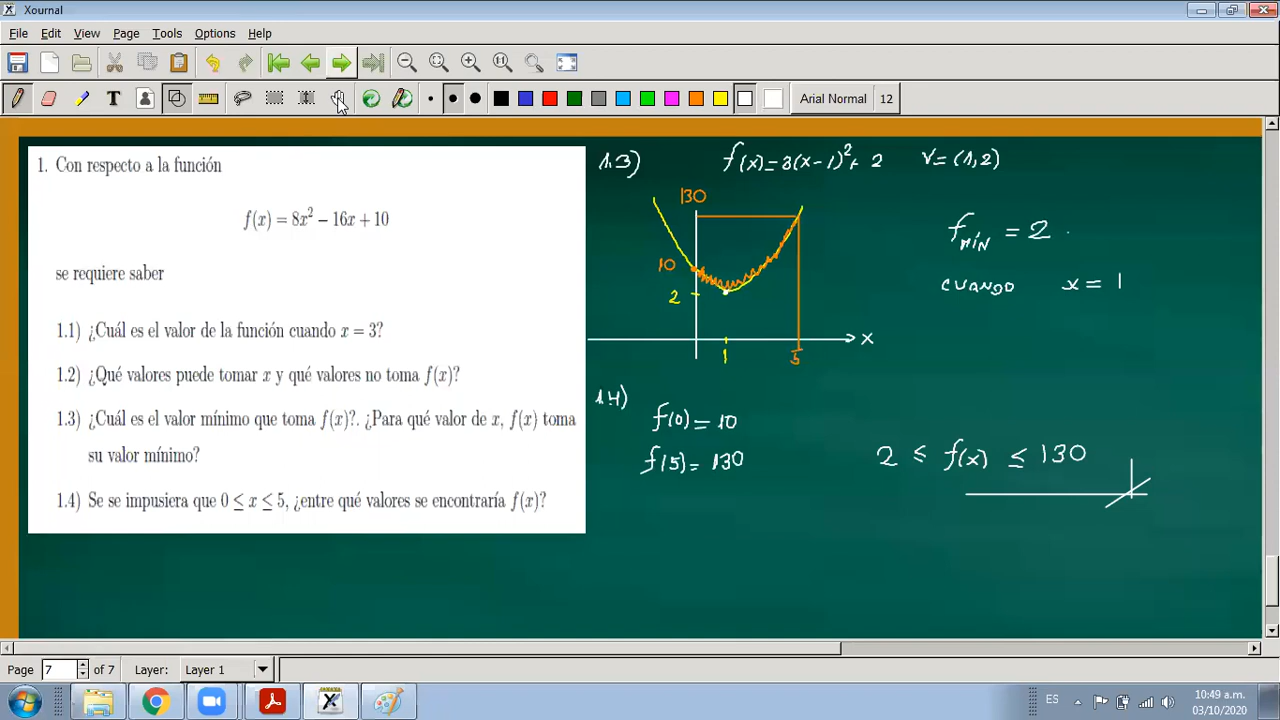 Xournal
File Edit View Page Tools Options Help
Arial Normal 12
1. Con respecto a la función
f(x) = 8x² − 16x + 10
se requiere saber
1.1) ¿Cuál es el valor de la función cuando x = 3?
1.2) ¿Qué valores puede tomar x y qué valores no toma f(x)?
1.3) ¿Cuál es el valor mínimo que toma f(x)?. ¿Para qué valor de x, f(x) toma
su valor mínimo?
1.4) Se se impusiera que 0 ≤ x ≤ 5, ¿entre qué valores se encontraría f(x)?
1.3) f(x)=8(x-1)²+ 2 V=(1,2)
130
10
2
1
5
x
fMÍN = 2
CUANDO x = 1
1.4)
f(0) = 10
f(5) = 130
2 ≤ f(x) ≤ 130
Page 7 of 7 Layer: Layer 1
ES
10:49 a.m.
03/10/2020